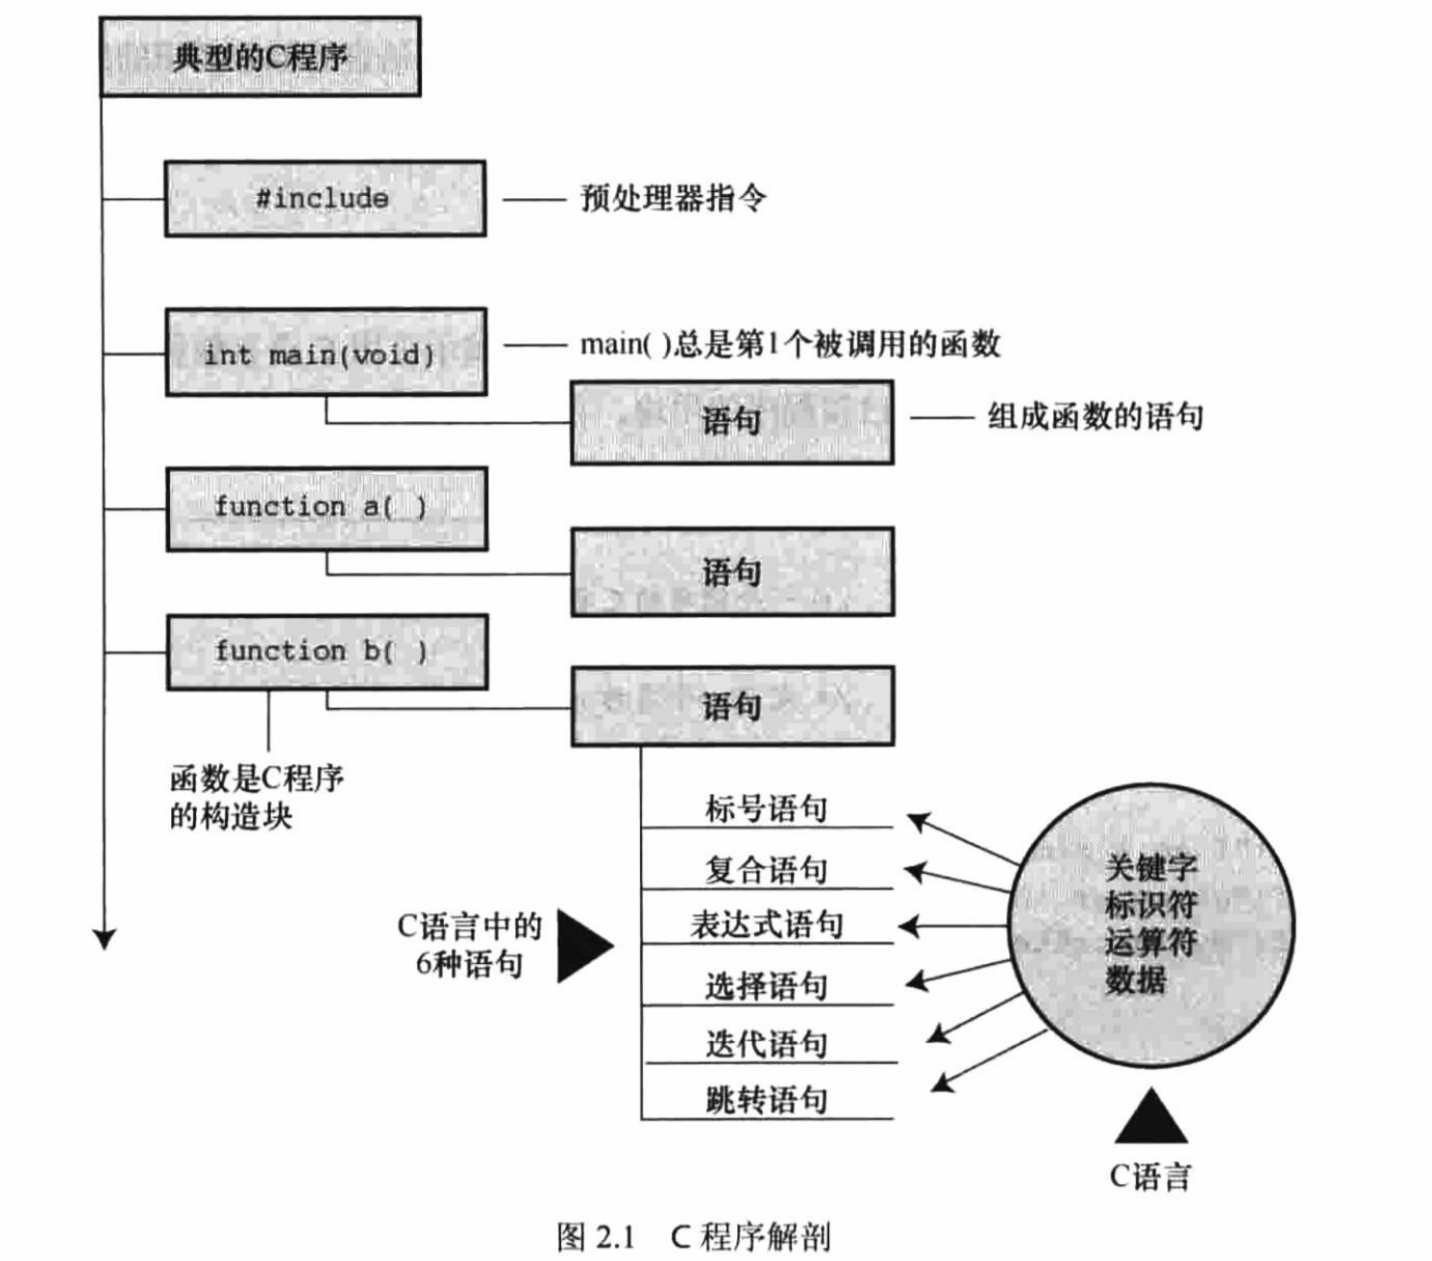 典型的C程序
#include
预处理器指令
int main(void)
main( )总是第1个被调用的函数
语句
组成函数的语句
function a( )
语句
function b( )
语句
函数是C程序
的构造块
标号语句
复合语句
表达式语句
选择语句
迭代语句
跳转语句
C语言中的
6种语句
关键字
标识符
运算符
数据
C语言
图 2.1 C 程序解剖